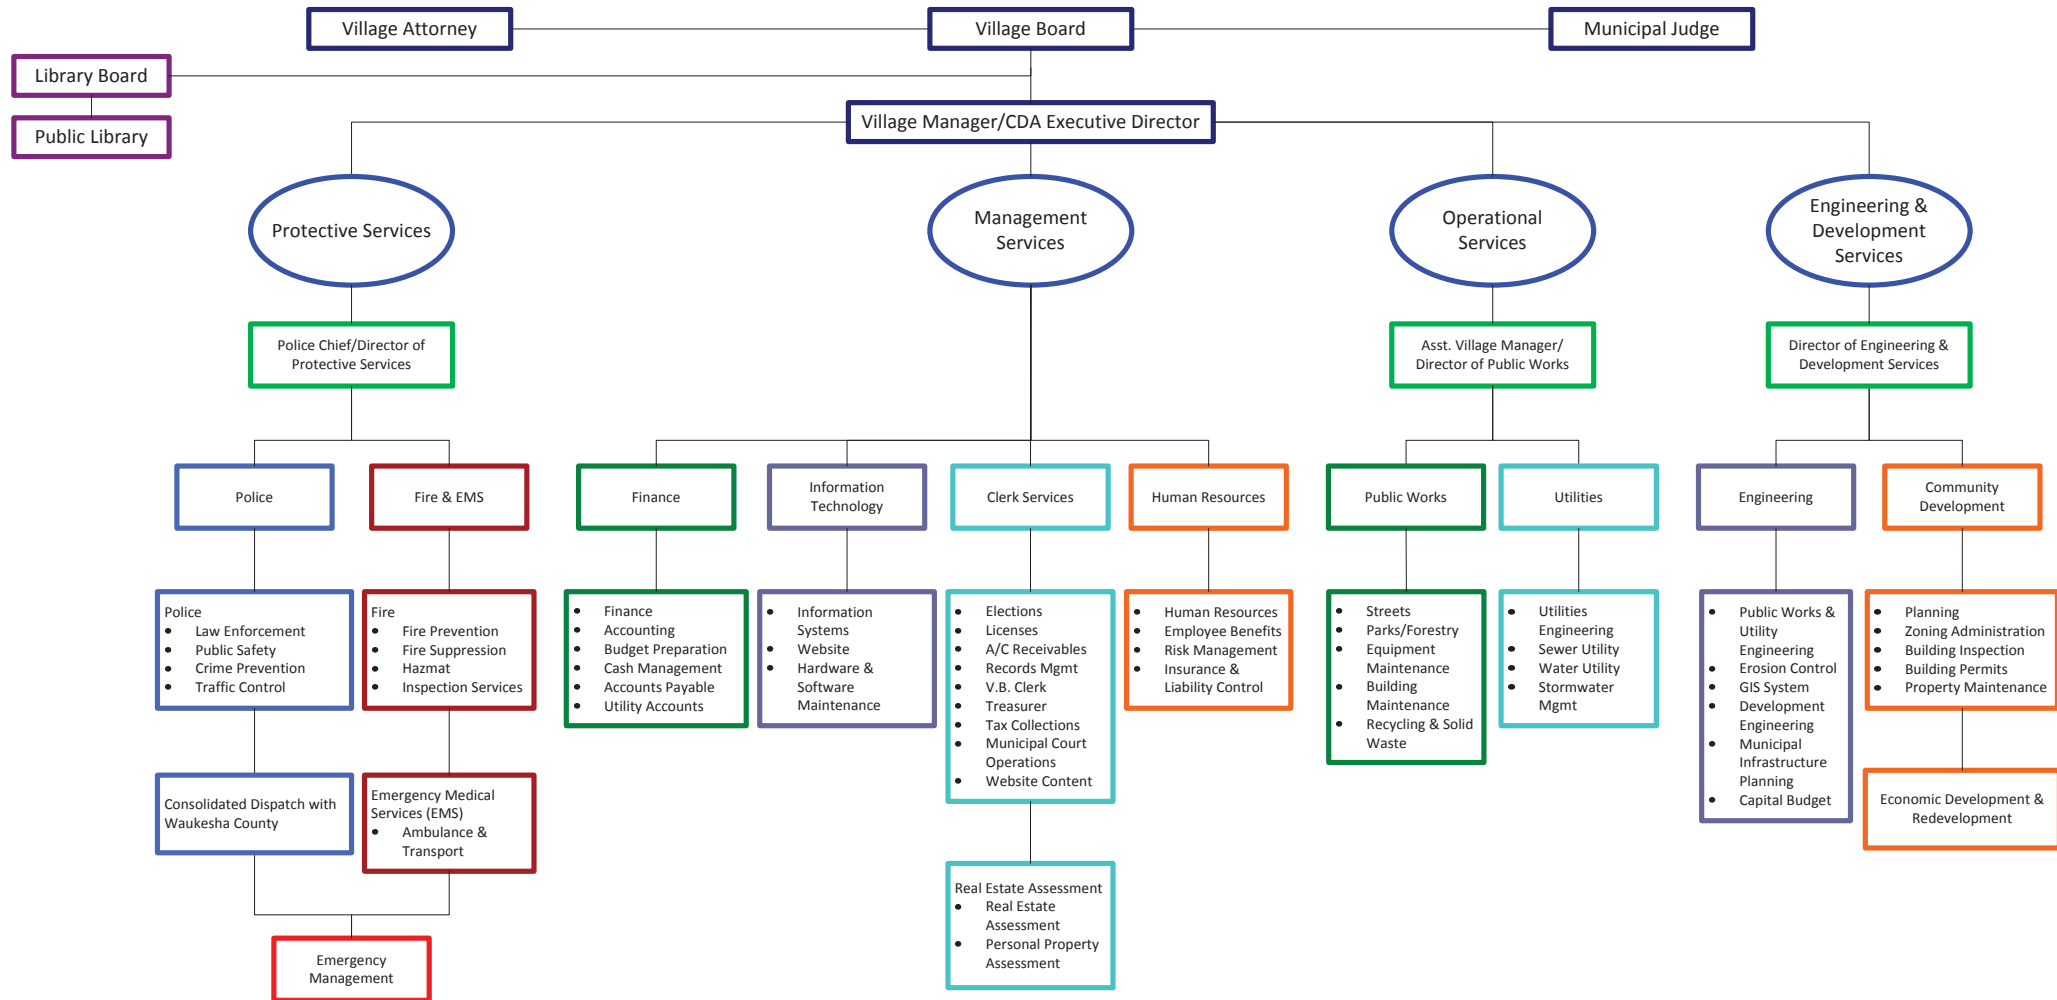 Village Attorney
Village Board
Municipal Judge
Library Board
Public Library
Village Manager/CDA Executive Director
Protective Services
Management
Services
Operational
Services
Engineering &
Development
Services
Police Chief/Director of
Protective Services
Asst. Village Manager/
Director of Public Works
Director of Engineering &
Development Services
Police
Fire & EMS
Finance
Information
Technology
Clerk Services
Human Resources
Public Works
Utilities
Engineering
Community
Development
Police
• Law Enforcement
• Public Safety
• Crime Prevention
• Traffic Control
Fire
• Fire Prevention
• Fire Suppression
• Hazmat
• Inspection Services
• Finance
• Accounting
• Budget Preparation
• Cash Management
• Accounts Payable
• Utility Accounts
• Information
Systems
• Website
• Hardware &
Software
Maintenance
• Elections
• Licenses
• A/C Receivables
• Records Mgmt
• V.B. Clerk
• Treasurer
• Tax Collections
• Municipal Court
Operations
• Website Content
• Human Resources
• Employee Benefits
• Risk Management
• Insurance &
Liability Control
• Streets
• Parks/Forestry
• Equipment
Maintenance
• Building
Maintenance
• Recycling & Solid
Waste
• Utilities
Engineering
• Sewer Utility
• Water Utility
• Stormwater
Mgmt
• Public Works &
Utility
Engineering
• Erosion Control
• GIS System
• Development
Engineering
• Municipal
Infrastructure
Planning
• Capital Budget
• Planning
• Zoning Administration
• Building Inspection
• Building Permits
• Property Maintenance
Consolidated Dispatch with
Waukesha County
Emergency Medical
Services (EMS)
• Ambulance &
Transport
Economic Development &
Redevelopment
Real Estate Assessment
• Real Estate
Assessment
• Personal Property
Assessment
Emergency
Management